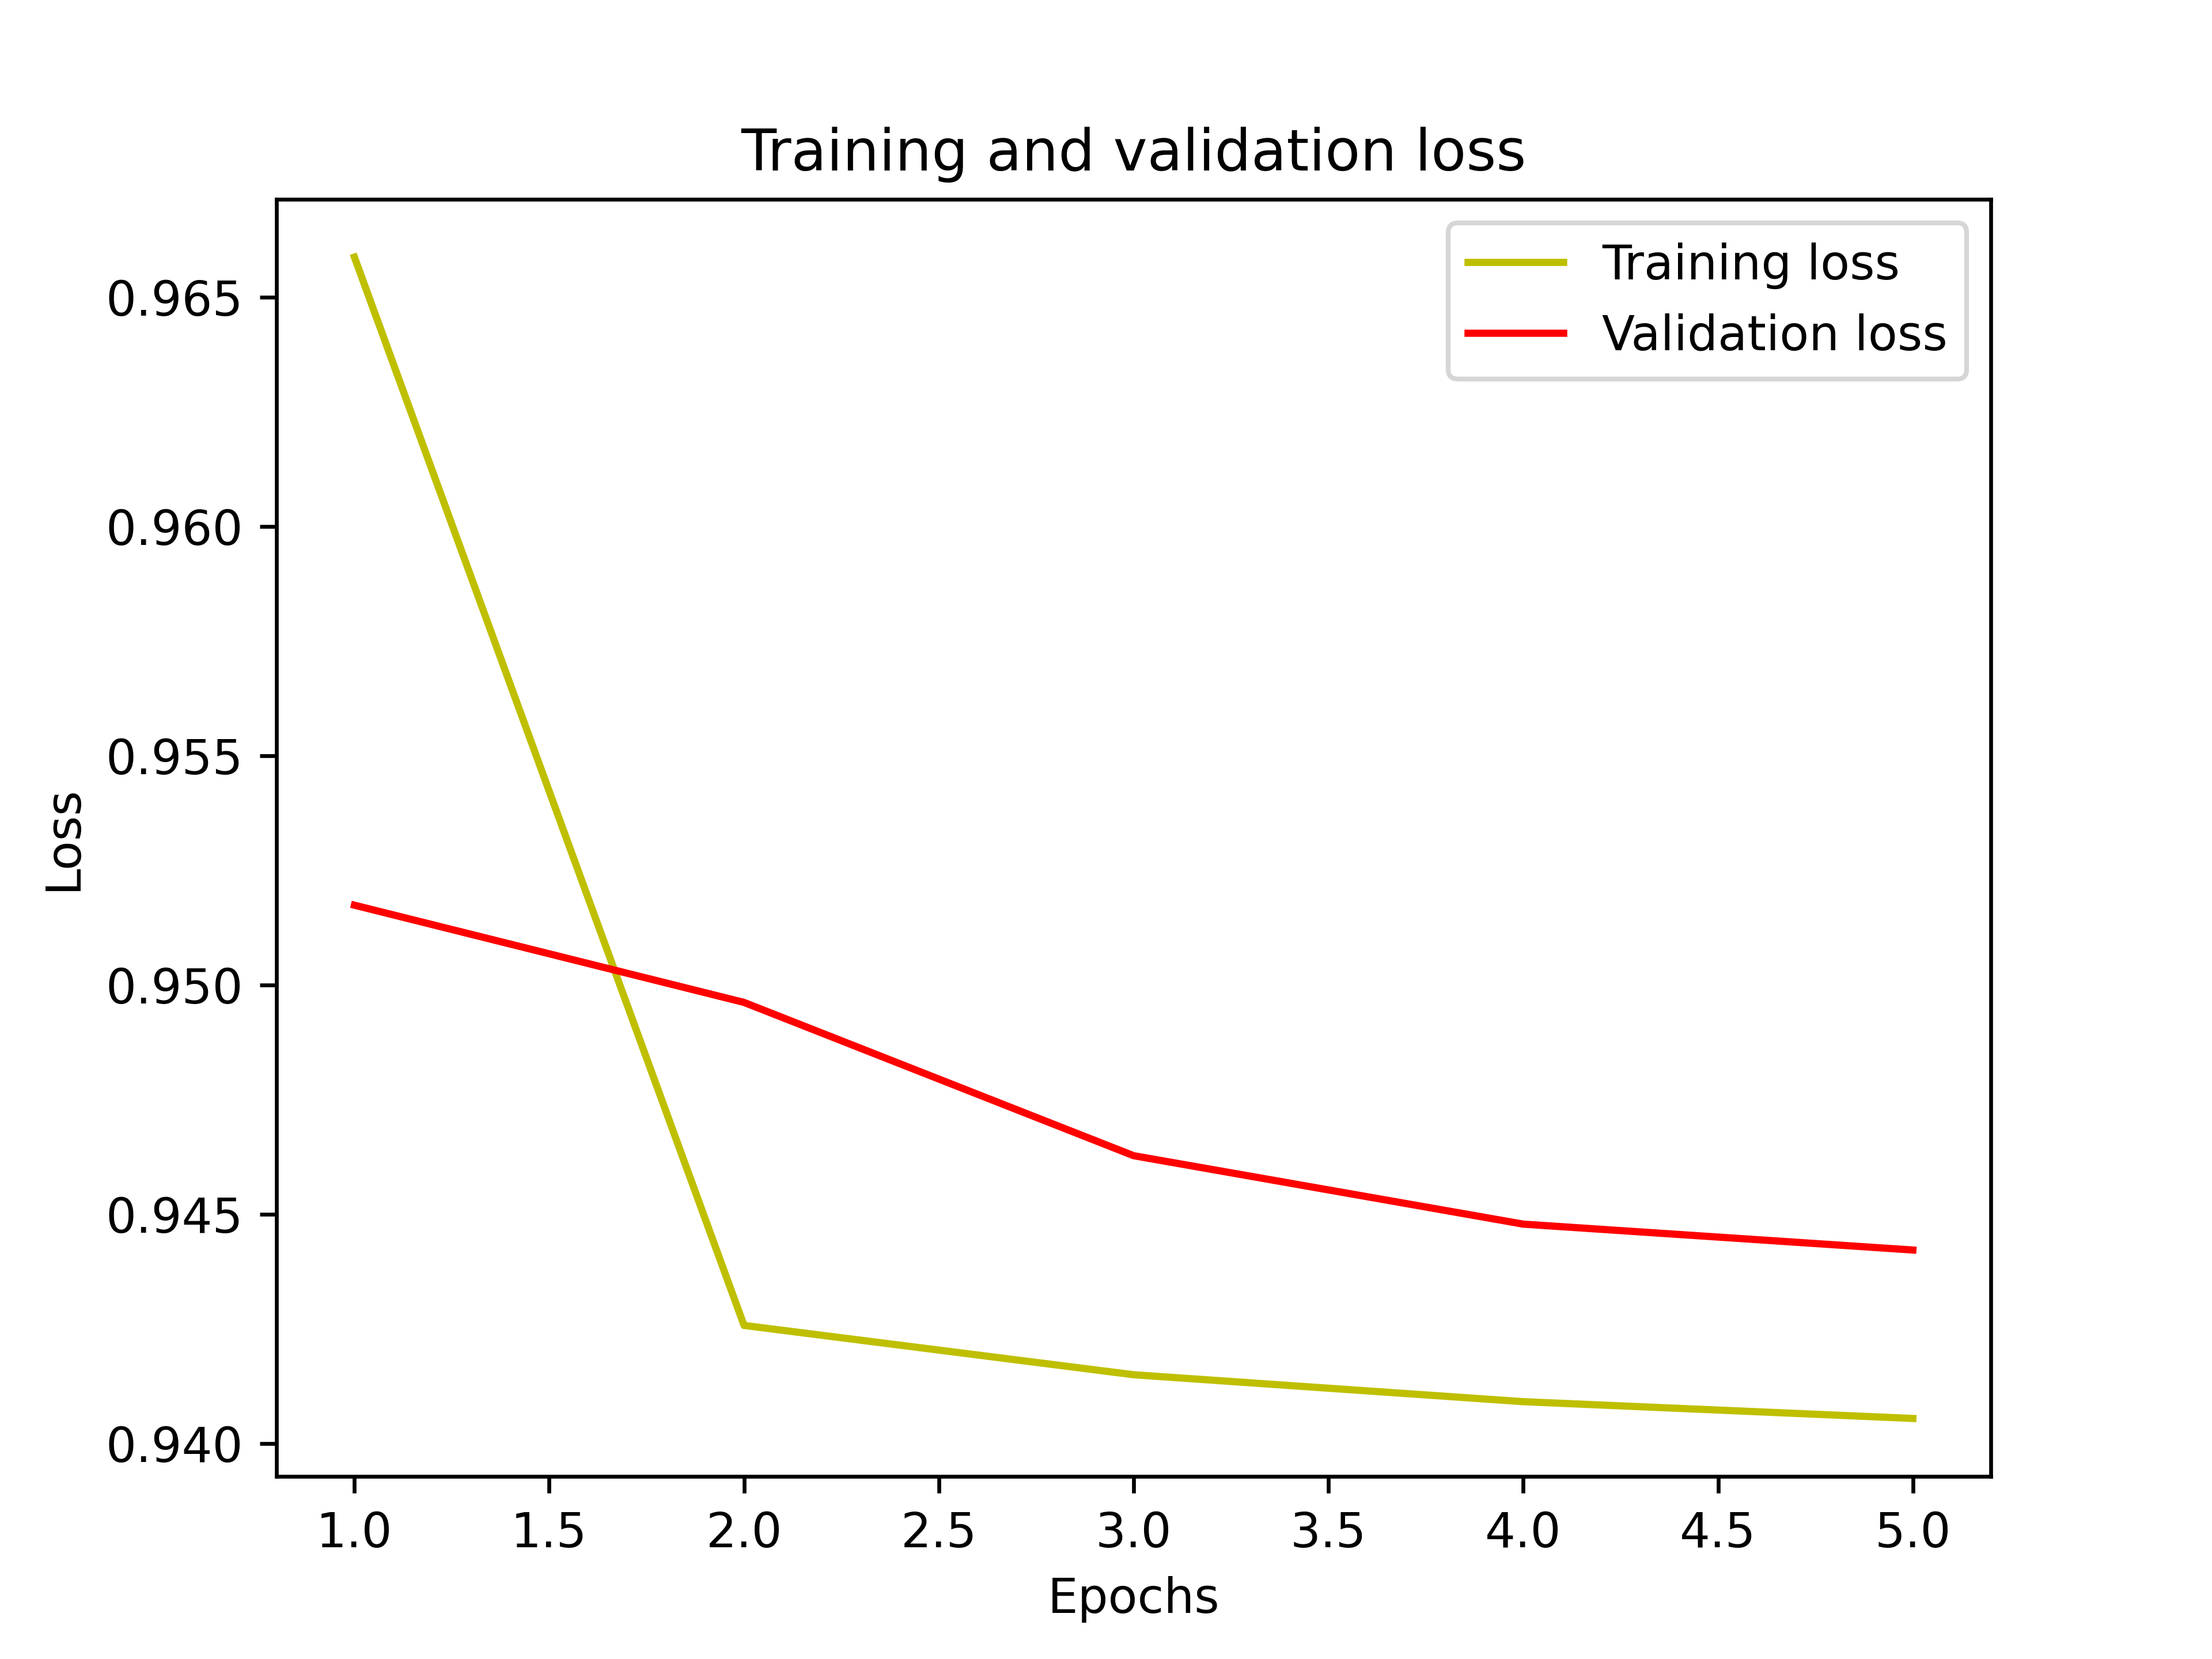 Training and validation loss
Training loss
Validation loss
0.965
0.960
0.955
0.950
0.945
0.940
Loss
1.0 1.5 2.0 2.5 3.0 3.5 4.0 4.5 5.0
Epochs